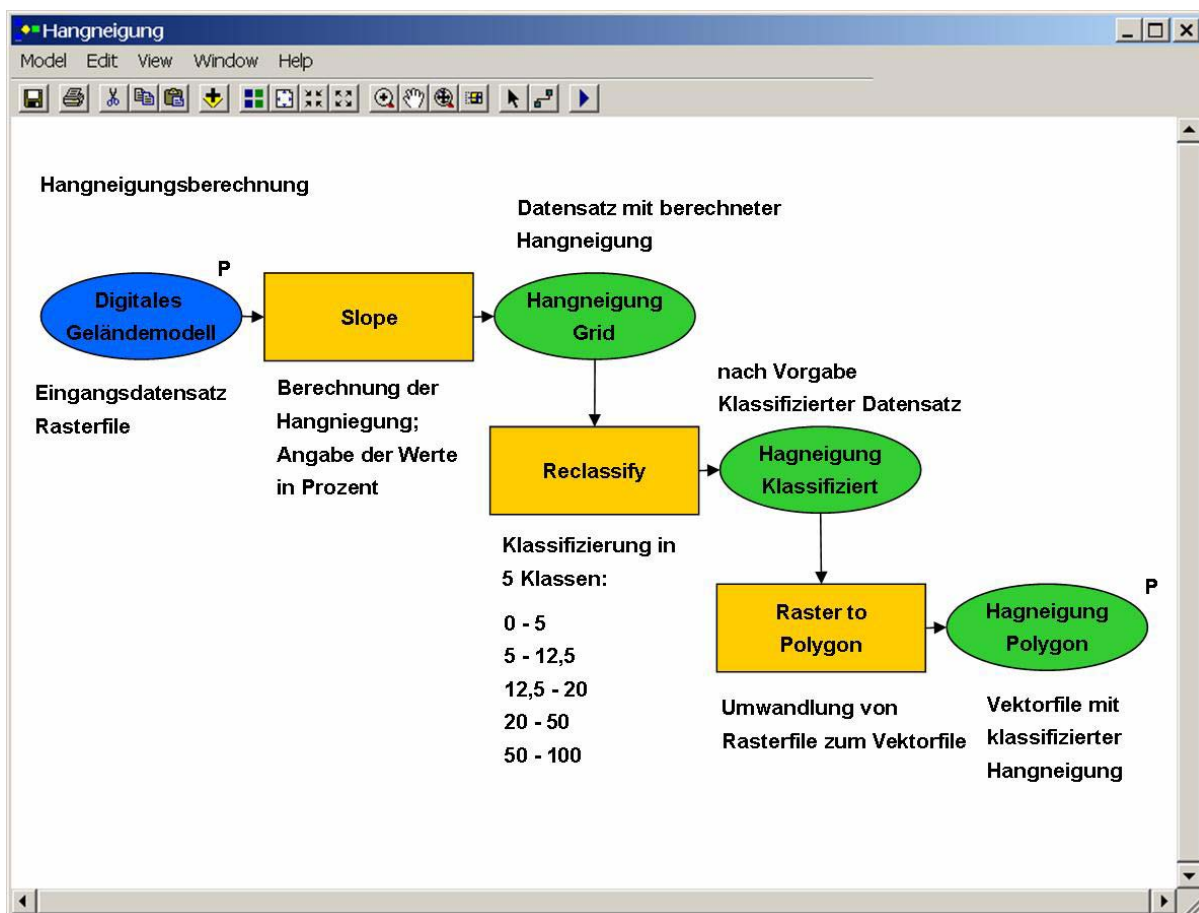 Hangneigung
Model Edit View Window Help
Hangneigungsberechnung
Datensatz mit berechneter
Hangneigung
P
Digitales
Geländemodell
Slope
Hangneigung
Grid
Eingangsdatensatz
Rasterfile
Berechnung der
Hangniegung;
Angabe der Werte
in Prozent
nach Vorgabe
Klassifizierter Datensatz
Reclassify
Hagneigung
Klassifiziert
Klassifizierung in
5 Klassen:
0 - 5
5 - 12,5
12,5 - 20
20 - 50
50 - 100
Raster to
Polygon
Hagneigung
Polygon
P
Umwandlung von
Rasterfile zum Vektorfile
Vektorfile mit
klassifizierter
Hangneigung